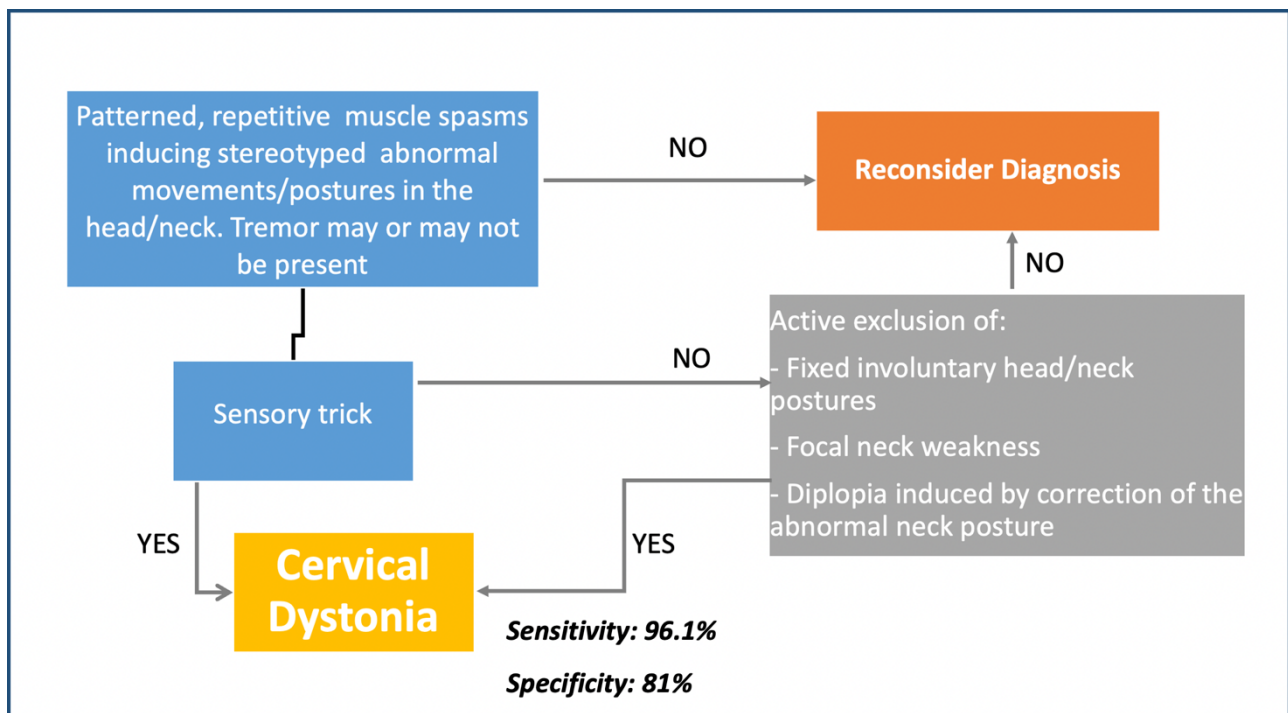 Patterned, repetitive muscle spasms
inducing stereotyped abnormal
movements/postures in the
head/neck. Tremor may or may not
be present
NO
Reconsider Diagnosis
NO
Sensory trick
NO
Active exclusion of:
- Fixed involuntary head/neck
postures
- Focal neck weakness
- Diplopia induced by correction of the
abnormal neck posture
YES
YES
Cervical
Dystonia
Sensitivity: 96.1%
Specificity: 81%